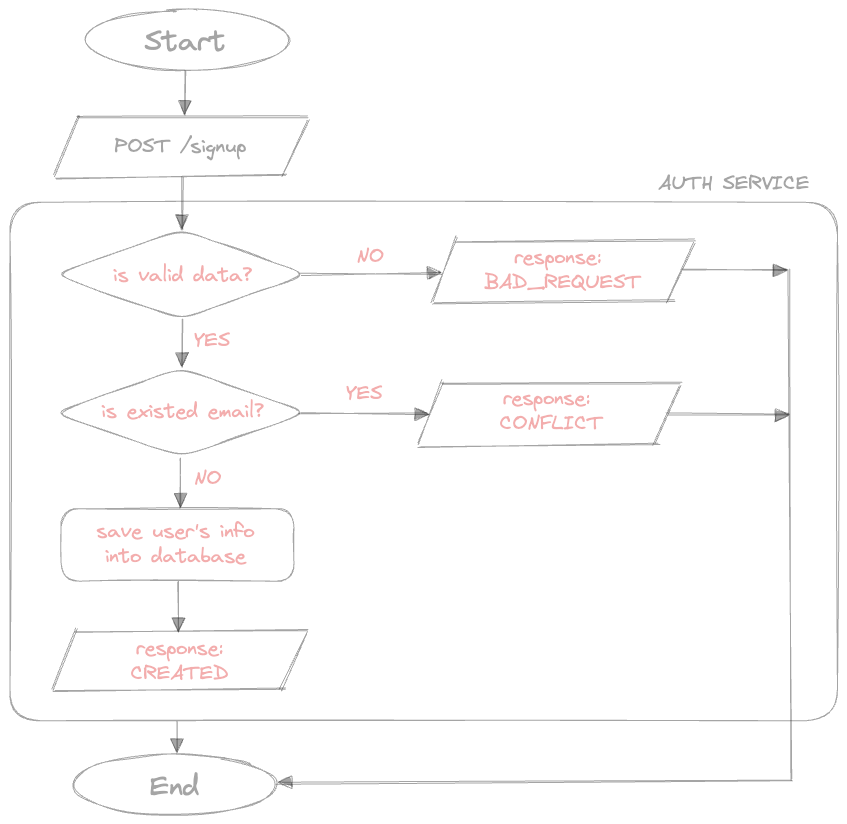 Start
POST /signup
AUTH SERVICE
is valid data?
NO
response:
BAD_REQUEST
YES
is existed email?
YES
response:
CONFLICT
NO
save user's info
into database
response:
CREATED
End